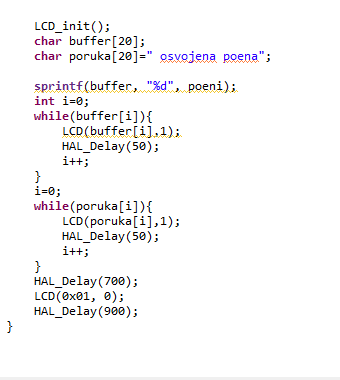 LCD_init();
char buffer[20];
char poruka[20]=" osvojena poena";
sprintf(buffer, "%d", poeni);
int i=0;
while(buffer[i]){
LCD(buffer[i],1);
HAL_Delay(50);
i++;
}
i=0;
while(poruka[i]){
LCD(poruka[i],1);
HAL_Delay(50);
i++;
}
HAL_Delay(700);
LCD(0x01, 0);
HAL_Delay(900);
}